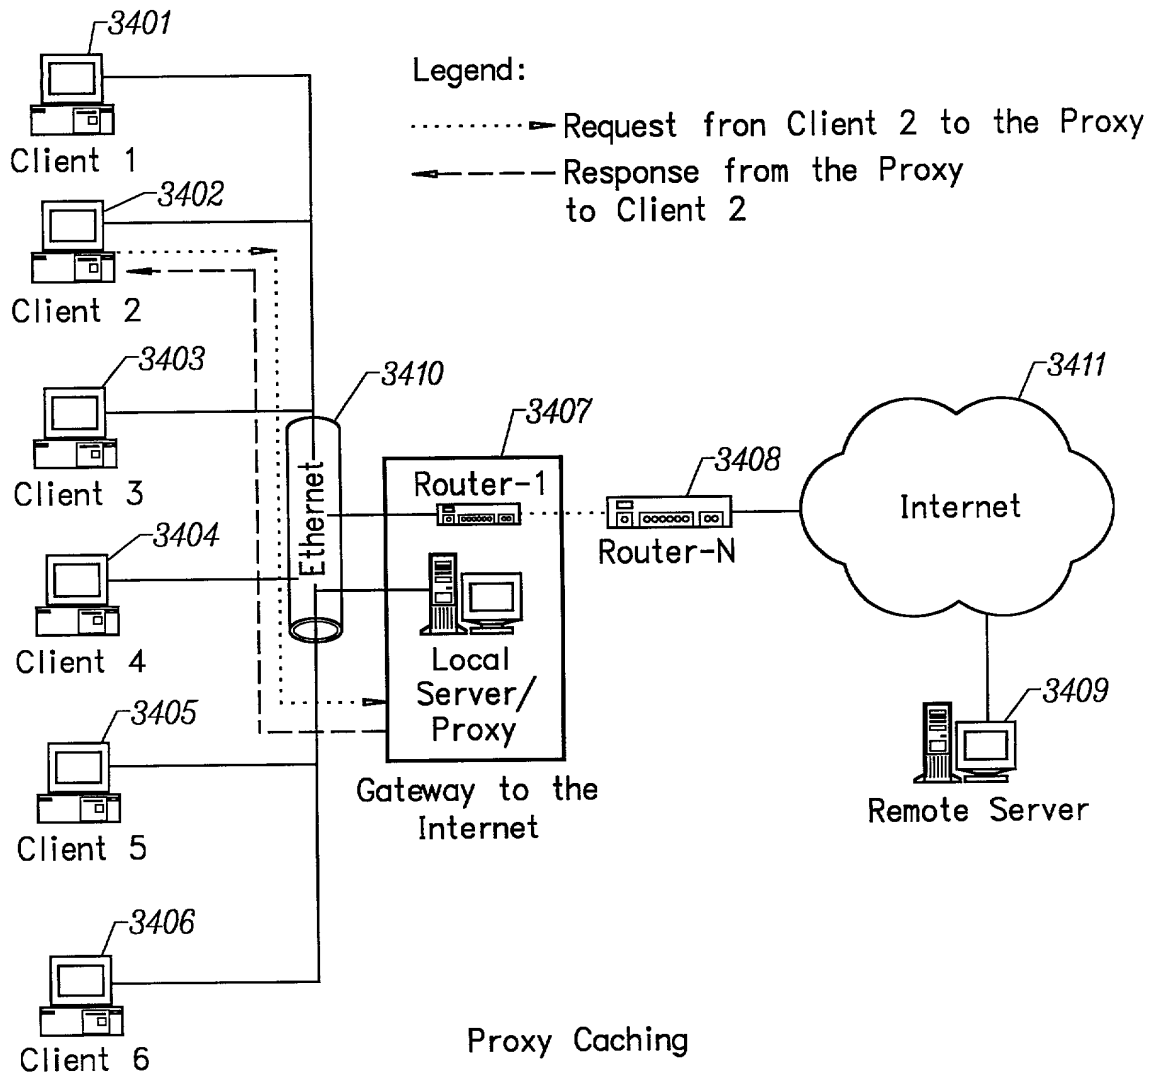 3401
Client 1
Legend:
Request fron Client 2 to the Proxy
Response from the Proxy
to Client 2
3402
Client 2
3403
Client 3
3410
3407
3411
Router-1
3408
Router-N
Internet
Ethernet
3404
Client 4
Local
Server/
Proxy
3409
Remote Server
3405
Client 5
Gateway to the
Internet
3406
Client 6
Proxy Caching